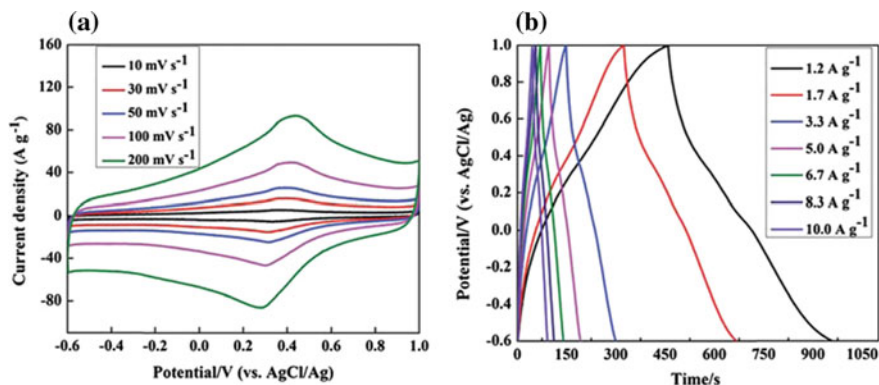 (a)
160
120
80
40
0
-40
-80
-0.6 -0.4 -0.2 0.0 0.2 0.4 0.6 0.8 1.0
Current density (A g-1)
Potential/V (vs. AgCl/Ag)
10 mV s-1
30 mV s-1
50 mV s-1
100 mV s-1
200 mV s-1
(b)
1.0
0.8
0.6
0.4
0.2
0.0
-0.2
-0.4
-0.6
0 150 300 450 600 750 900 1050
Potential/V (vs. AgCl/Ag)
Time/s
1.2 A g-1
1.7 A g-1
3.3 A g-1
5.0 A g-1
6.7 A g-1
8.3 A g-1
10.0 A g-1